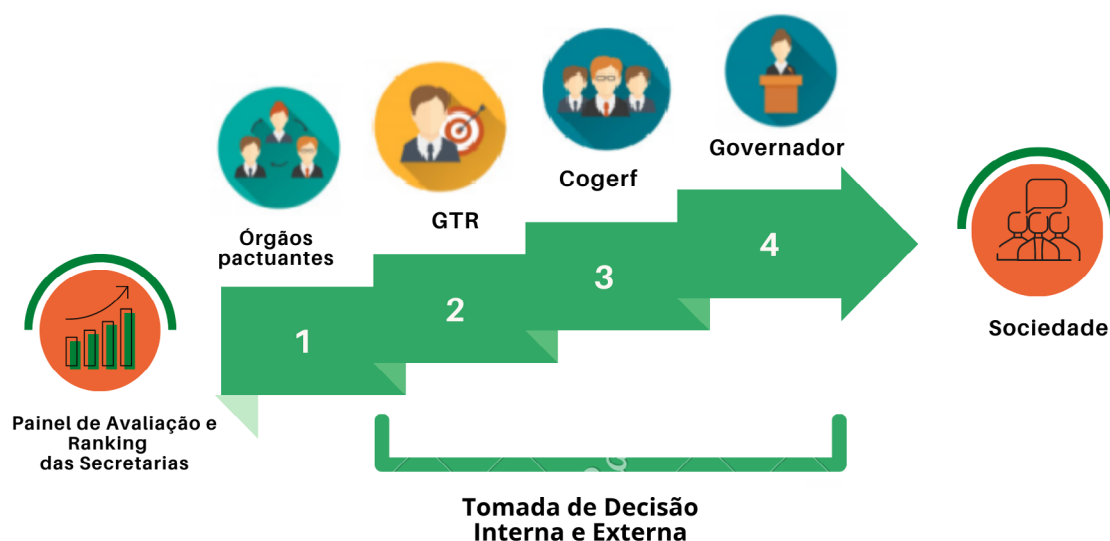 Painel de Avaliação e
Ranking
das Secretarias
Órgãos
pactuantes
1
GTR
2
Cogerf
3
Governador
4
Sociedade
Tomada de Decisão
Interna e Externa